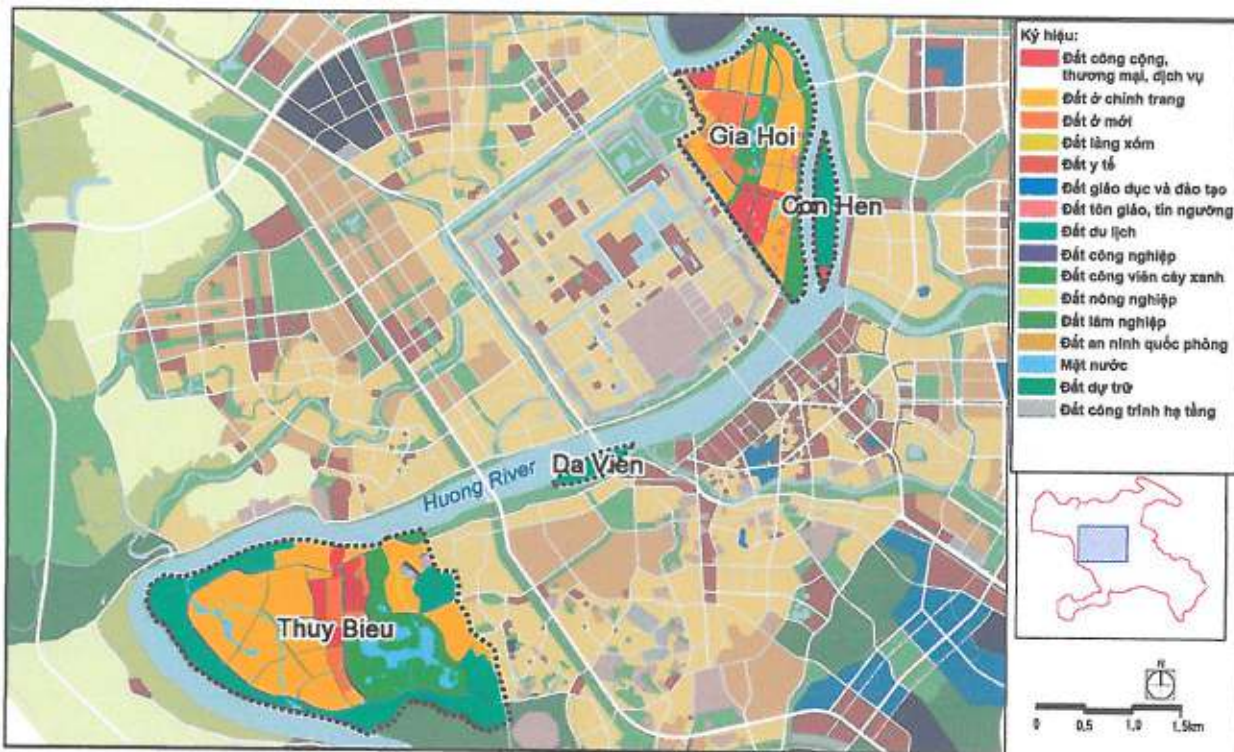 Gia Hoi
Con Hen
Da Vien
Huong River
Thuy Bieu
Ký hiệu:
Đất công cộng,
thương mại, dịch vụ
Đất ở chỉnh trang
Đất ở mới
Đất làng xóm
Đất y tế
Đất giáo dục và đào tạo
Đất tôn giáo, tín ngưỡng
Đất du lịch
Đất công nghiệp
Đất công viên cây xanh
Đất nông nghiệp
Đất lâm nghiệp
Đất an ninh quốc phòng
Mặt nước
Đất dự trữ
Đất công trình hạ tầng
N
0 0.5 1.0 1.5km